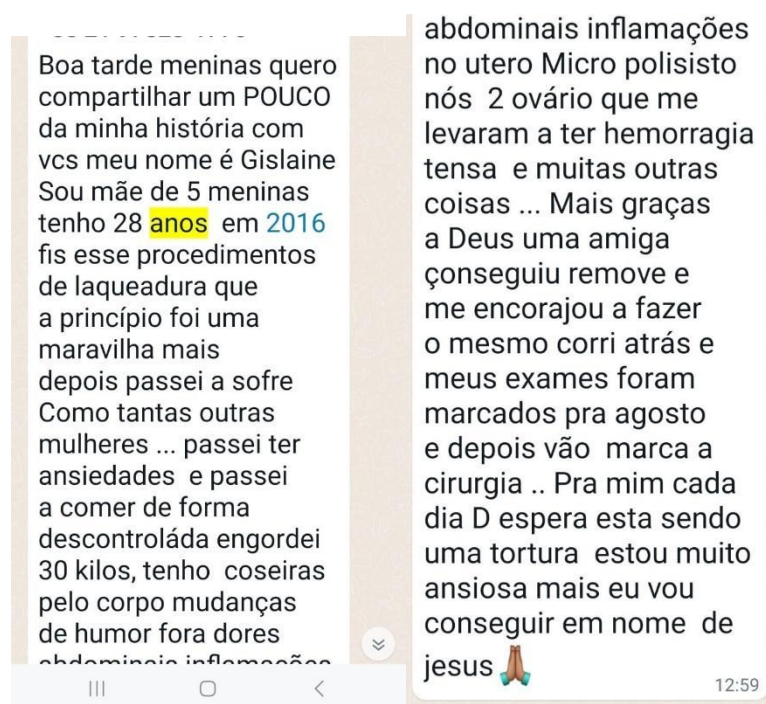 Boa tarde meninas quero
compartilhar um POUCO
da minha história com
vcs meu nome é Gislaine
Sou mãe de 5 meninas
tenho 28 anos em 2016
fis esse procedimentos
de laqueadura que
a princípio foi uma
maravilha mais
depois passei a sofre
Como tantas outras
mulheres ... passei ter
ansiedades e passei
a comer de forma
descontroláda engordei
30 kilos, tenho coseiras
pelo corpo mudanças
de humor fora dores
abdominais inflamações
no utero Micro polisisto
nós 2 ovário que me
levaram a ter hemorragia
tensa e muitas outras
coisas ... Mais graças
a Deus uma amiga
çonseguiu remove e
me encorajou a fazer
o mesmo corri atrás e
meus exames foram
marcados pra agosto
e depois vão marca a
cirurgia .. Pra mim cada
dia D espera esta sendo
uma tortura estou muito
ansiosa mais eu vou
conseguir em nome de
jesus🙏🏾
12:59